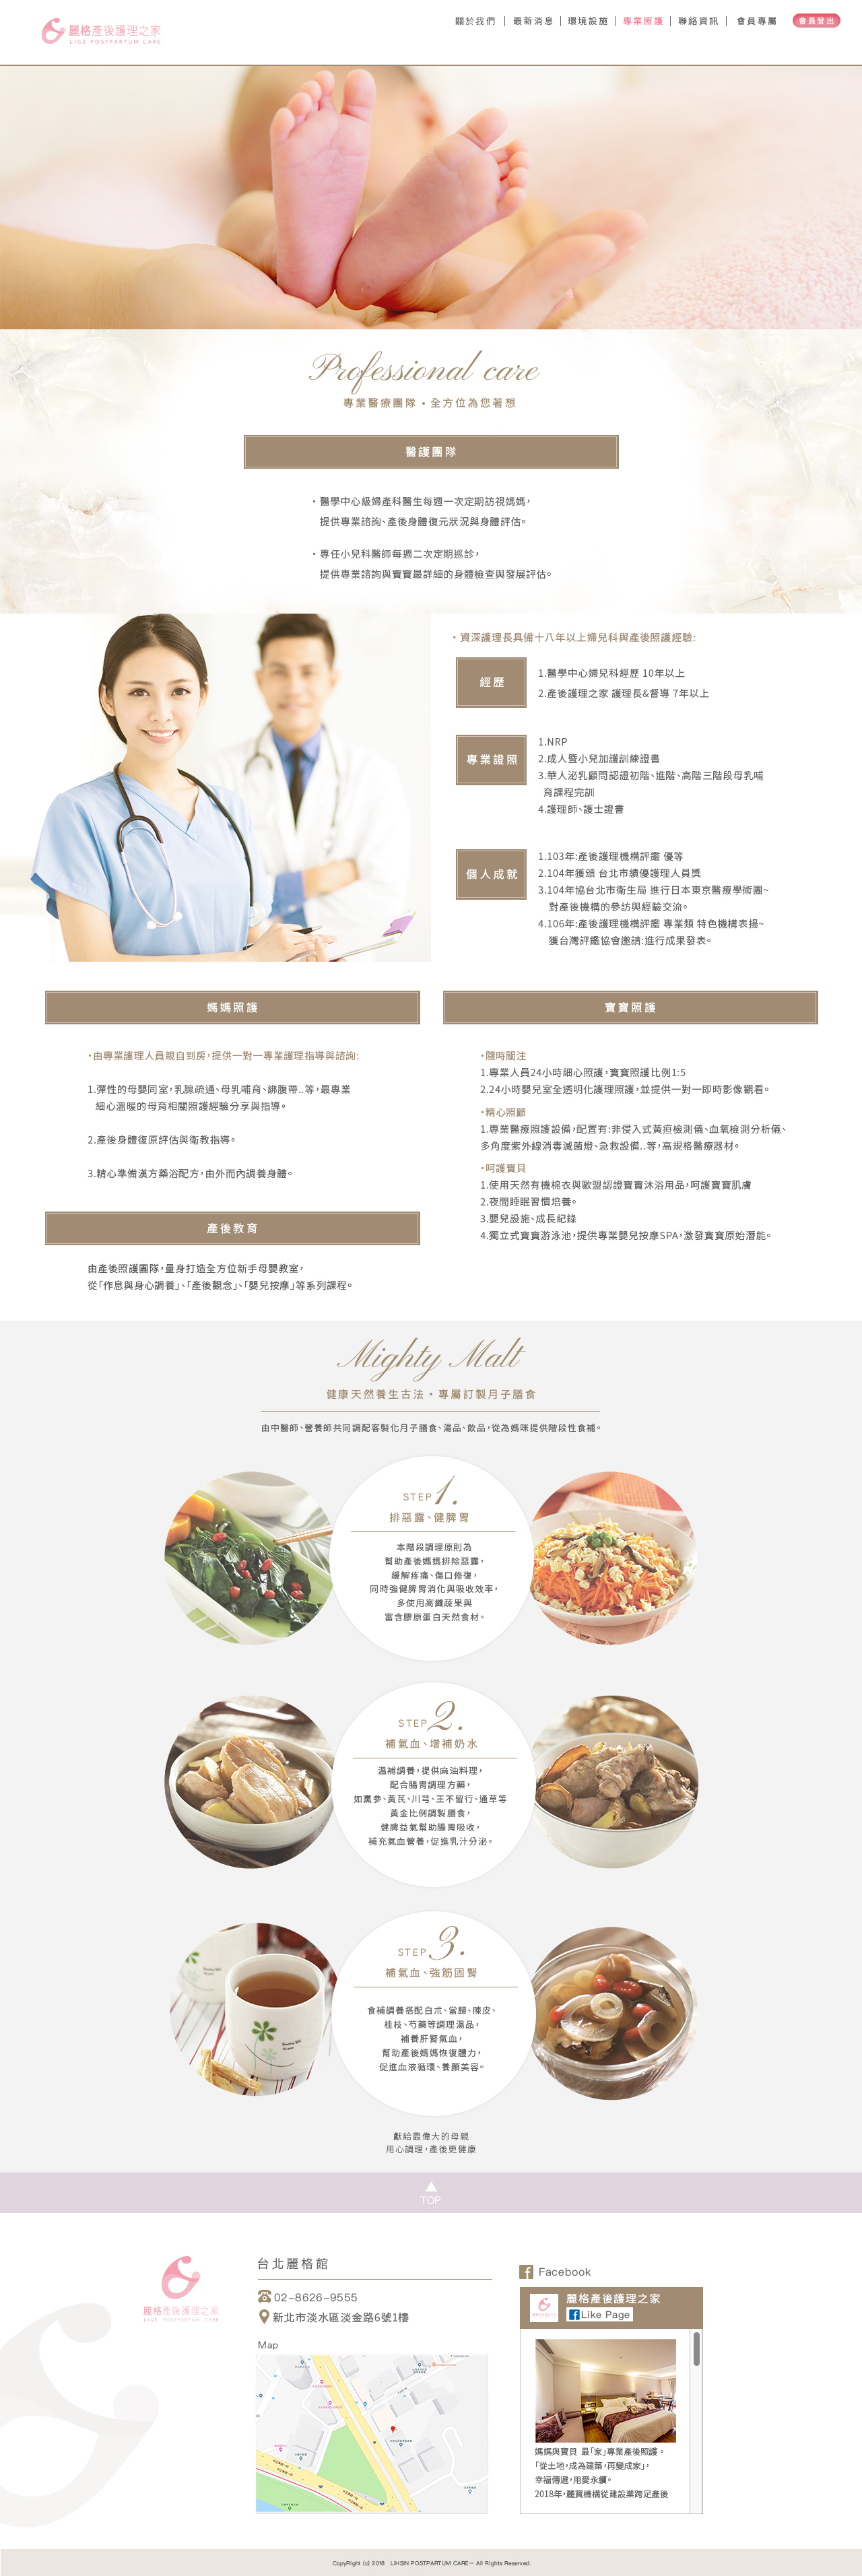 麗格產後護理之家
LIGE POSTPARTUM CARE
關於我們 | 最新消息 | 環境設施 | 專業照護 | 聯絡資訊 | 會員專屬 會員登出
Professional care
專業醫療團隊・全方位為您著想
醫護團隊
・醫學中心級婦產科醫生每週一次定期訪視媽媽,
提供專業諮詢、產後身體復元狀況與身體評估。
・專任小兒科醫師每週二次定期巡診,
提供專業諮詢與寶寶最詳細的身體檢查與發展評估。
・資深護理長具備十八年以上婦兒科與產後照護經驗:
經歷
1.醫學中心婦兒科經歷 10年以上
2.產後護理之家 護理長&督導 7年以上
專業證照
1.NRP
2.成人暨小兒加護訓練證書
3.華人泌乳顧問認證初階、進階、高階三階段母乳哺
育課程完訓
4.護理師、護士證書
個人成就
1.103年:產後護理機構評鑑 優等
2.104年獲頒 台北市績優護理人員獎
3.104年協台北市衛生局 進行日本東京醫療學術團~
對產後機構的參訪與經驗交流。
4.106年:產後護理機構評鑑 專業類 特色機構表揚~
獲台灣評鑑協會邀請:進行成果發表。
媽媽照護
・由專業護理人員親自到房,提供一對一專業護理指導與諮詢:
1.彈性的母嬰同室,乳腺疏通、母乳哺育、綁腹帶..等,最專業
細心溫暖的母育相關照護經驗分享與指導。
2.產後身體復原評估與衛教指導。
3.精心準備漢方藥浴配方,由外而內調養身體。
產後教育
由產後照護團隊,量身打造全方位新手母嬰教室,
從「作息與身心調養」、「產後觀念」、「嬰兒按摩」等系列課程。
寶寶照護
・隨時關注
1.專業人員24小時細心照護,寶寶照護比例1:5
2.24小時嬰兒室全透明化護理照護,並提供一對一即時影像觀看。
・精心照顧
1.專業醫療照護設備,配置有:非侵入式黃疸檢測儀、血氧檢測分析儀、
多角度紫外線消毒滅菌燈、急救設備..等,高規格醫療器材。
・呵護寶貝
1.使用天然有機棉衣與歐盟認證寶寶沐浴用品,呵護寶寶肌膚
2.夜間睡眠習慣培養。
3.嬰兒設施、成長紀錄
4.獨立式寶寶游泳池,提供專業嬰兒按摩SPA,激發寶寶原始潛能。
Mighty Malt
健康天然養生古法・專屬訂製月子膳食
由中醫師、營養師共同調配客製化月子膳食、湯品、飲品,從為媽咪提供階段性食補。
STEP 1.
排惡露、健脾胃
本階段調理原則為
幫助產後媽媽排除惡露,
緩解疼痛、傷口修復,
同時強健脾胃消化與吸收效率,
多使用高纖蔬果與
富含膠原蛋白天然食材。
STEP 2.
補氣血、增補奶水
溫補調養,提供麻油料理,
配合腸胃調理方藥,
如黨參、黃芪、川芎、王不留行、通草等
黃金比例調製膳食,
健脾益氣幫助腸胃吸收,
補充氣血營養,促進乳汁分泌。
STEP 3.
補氣血、強筋固腎
食補調養搭配白朮、當歸、陳皮、
桂枝、芍藥等調理湯品,
補養肝腎氣血,
幫助產後媽媽恢復體力,
促進血液循環、養顏美容。
獻給最偉大的母親
用心調理,產後更健康
TOP
麗格產後護理之家
LIGE POSTPARTUM CARE
台北麗格館
02-8626-9555
新北市淡水區淡金路6號1樓
Map
Facebook
麗格產後護理之家
Like Page
媽媽與寶貝 最「家」專業產後照護。
「從土地,成為建築,再變成家」,
幸福傳遞,用愛永續。
2018年,麗寶機構從建設業跨足產後
CopyRight (c) 2018 LIHSIN POSTPARTUM CARE— All Rights Reserved.